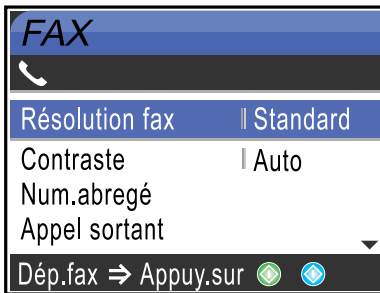 FAX
Résolution fax Standard
Contraste Auto
Num.abregé
Appel sortant
Dép.fax ⇒ Appuy.sur